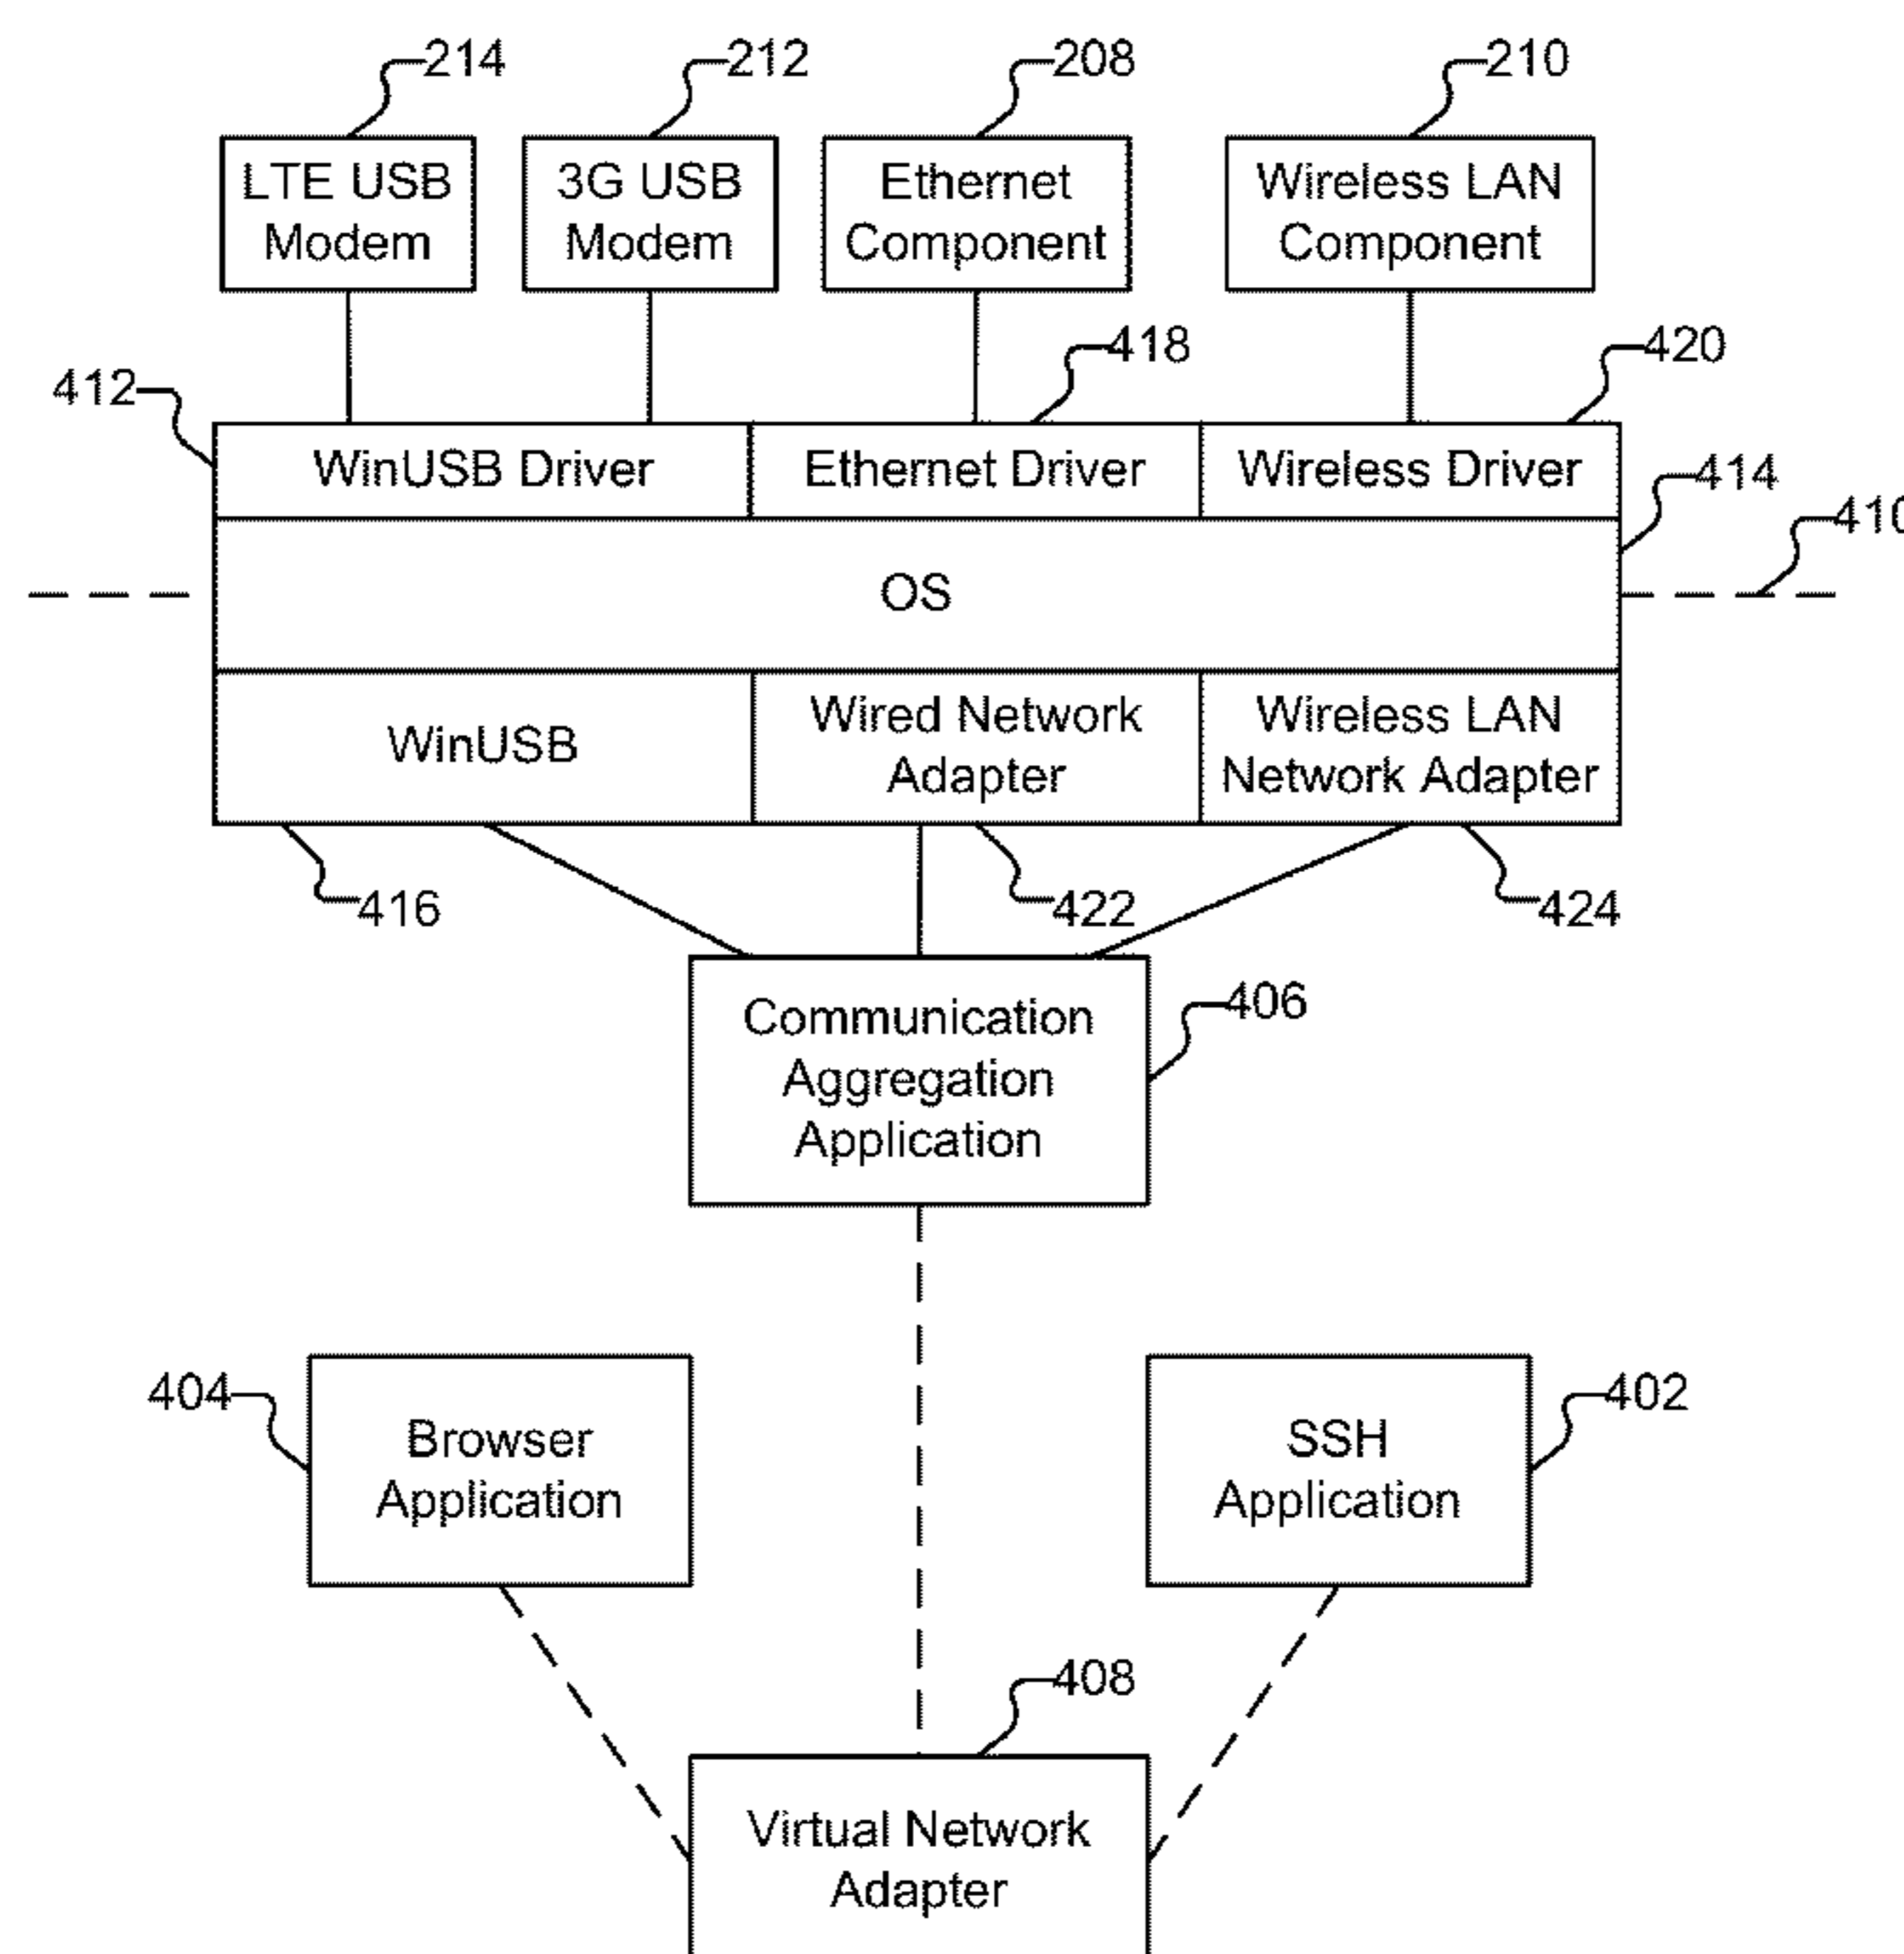 214
212
208
210
LTE USB
Modem
3G USB
Modem
Ethernet
Component
Wireless LAN
Component
418
420
412
WinUSB Driver
Ethernet Driver
Wireless Driver
414
410
OS
WinUSB
Wired Network
Adapter
Wireless LAN
Network Adapter
416
422
424
Communication
Aggregation
Application
406
404
Browser
Application
402
SSH
Application
408
Virtual Network
Adapter